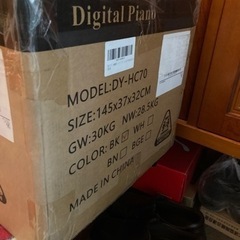 Digital Piano
MODEL:DY-HC70
SIZE:145x37x32CM
GW:30KG NW:28.5KG
COLOR: BK☑ WH
BN BGE
MADE IN CHINA